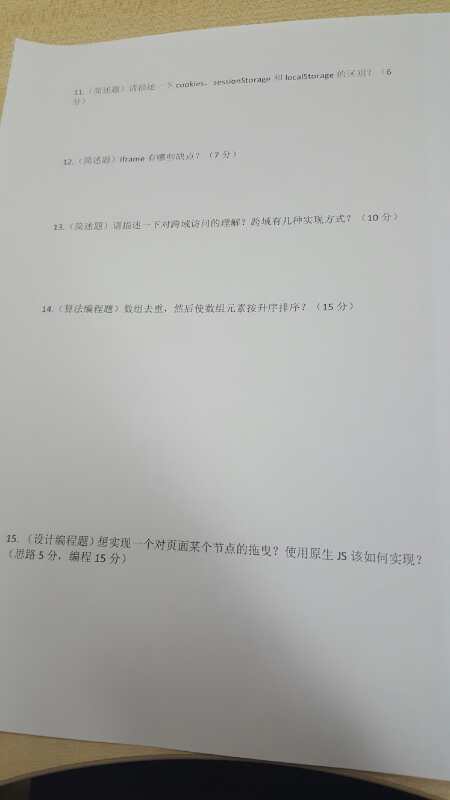 11.（简述题）请描述一下 cookies，sessionStorage 和 localStorage 的区别？（6
分）
12.（简述题）iframe 有哪些缺点？（7 分）
13.（简述题）请描述一下对跨域访问的理解？跨域有几种实现方式？（10 分）
14.（算法编程题）数组去重，然后使数组元素按升序排序？（15 分）
15.（设计编程题）想实现一个对页面某个节点的拖曳？使用原生 JS 该如何实现？
（思路 5 分，编程 15 分）